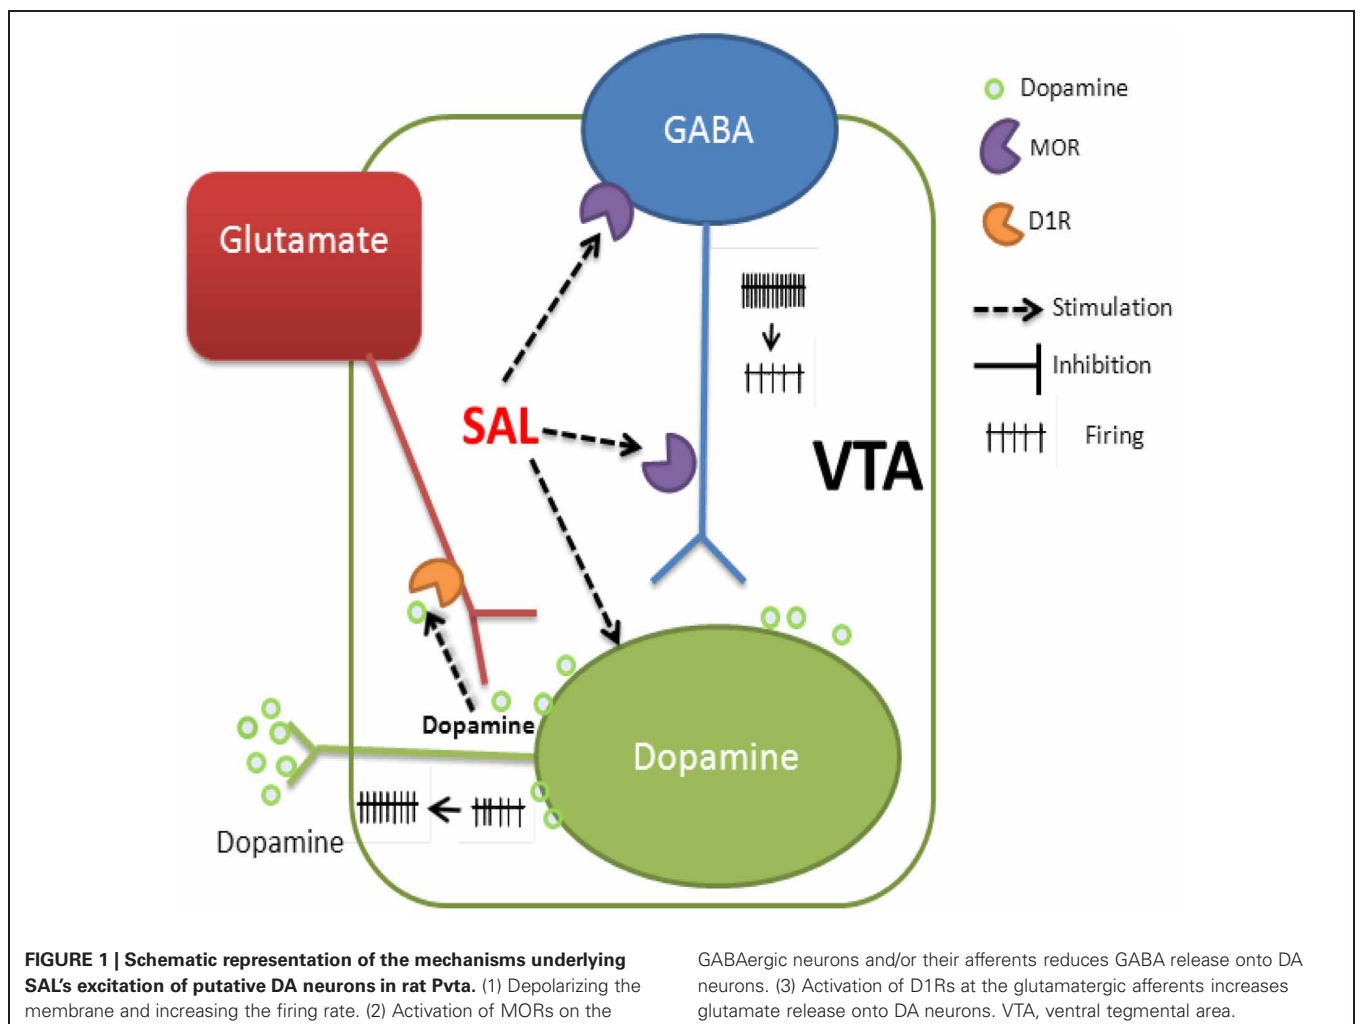 GABA
Glutamate
SAL
VTA
Dopamine
Dopamine
Dopamine
Dopamine
MOR
D1R
Stimulation
Inhibition
Firing
FIGURE 1 | Schematic representation of the mechanisms underlying
SAL's excitation of putative DA neurons in rat Pvta. (1) Depolarizing the
membrane and increasing the firing rate. (2) Activation of MORs on the
GABAergic neurons and/or their afferents reduces GABA release onto DA
neurons. (3) Activation of D1Rs at the glutamatergic afferents increases
glutamate release onto DA neurons. VTA, ventral tegmental area.